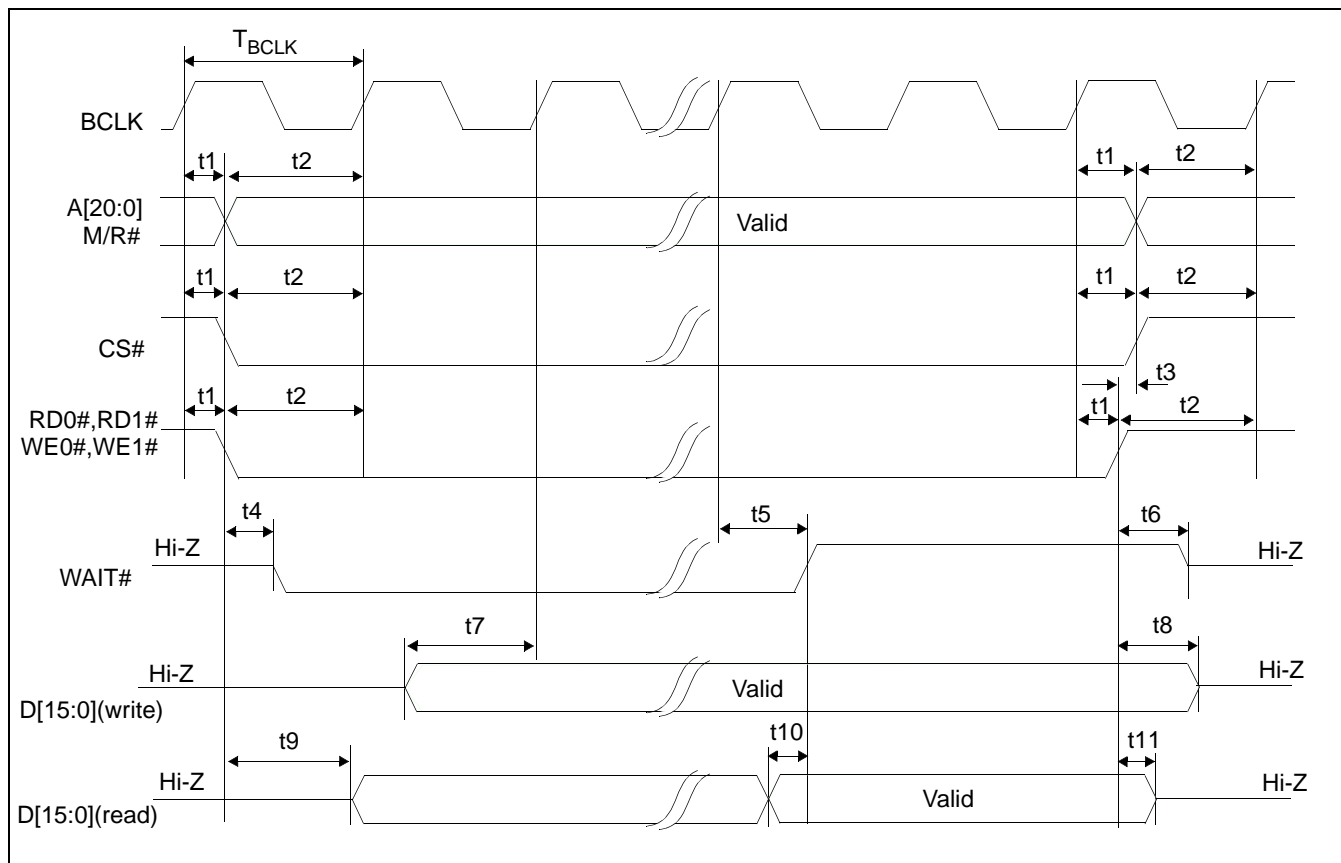 TBCLK
BCLK
t1 t2 t1 t2
A[20:0]
M/R#
Valid
t1 t2 t1 t2
CS#
t3
t1 t2 t1 t2
RD0#,RD1#
WE0#,WE1#
t4 t5 t6
Hi-Z Hi-Z
WAIT#
t7 t8
Hi-Z Valid Hi-Z
D[15:0](write)
t9 t10 t11
Hi-Z Valid Hi-Z
D[15:0](read)